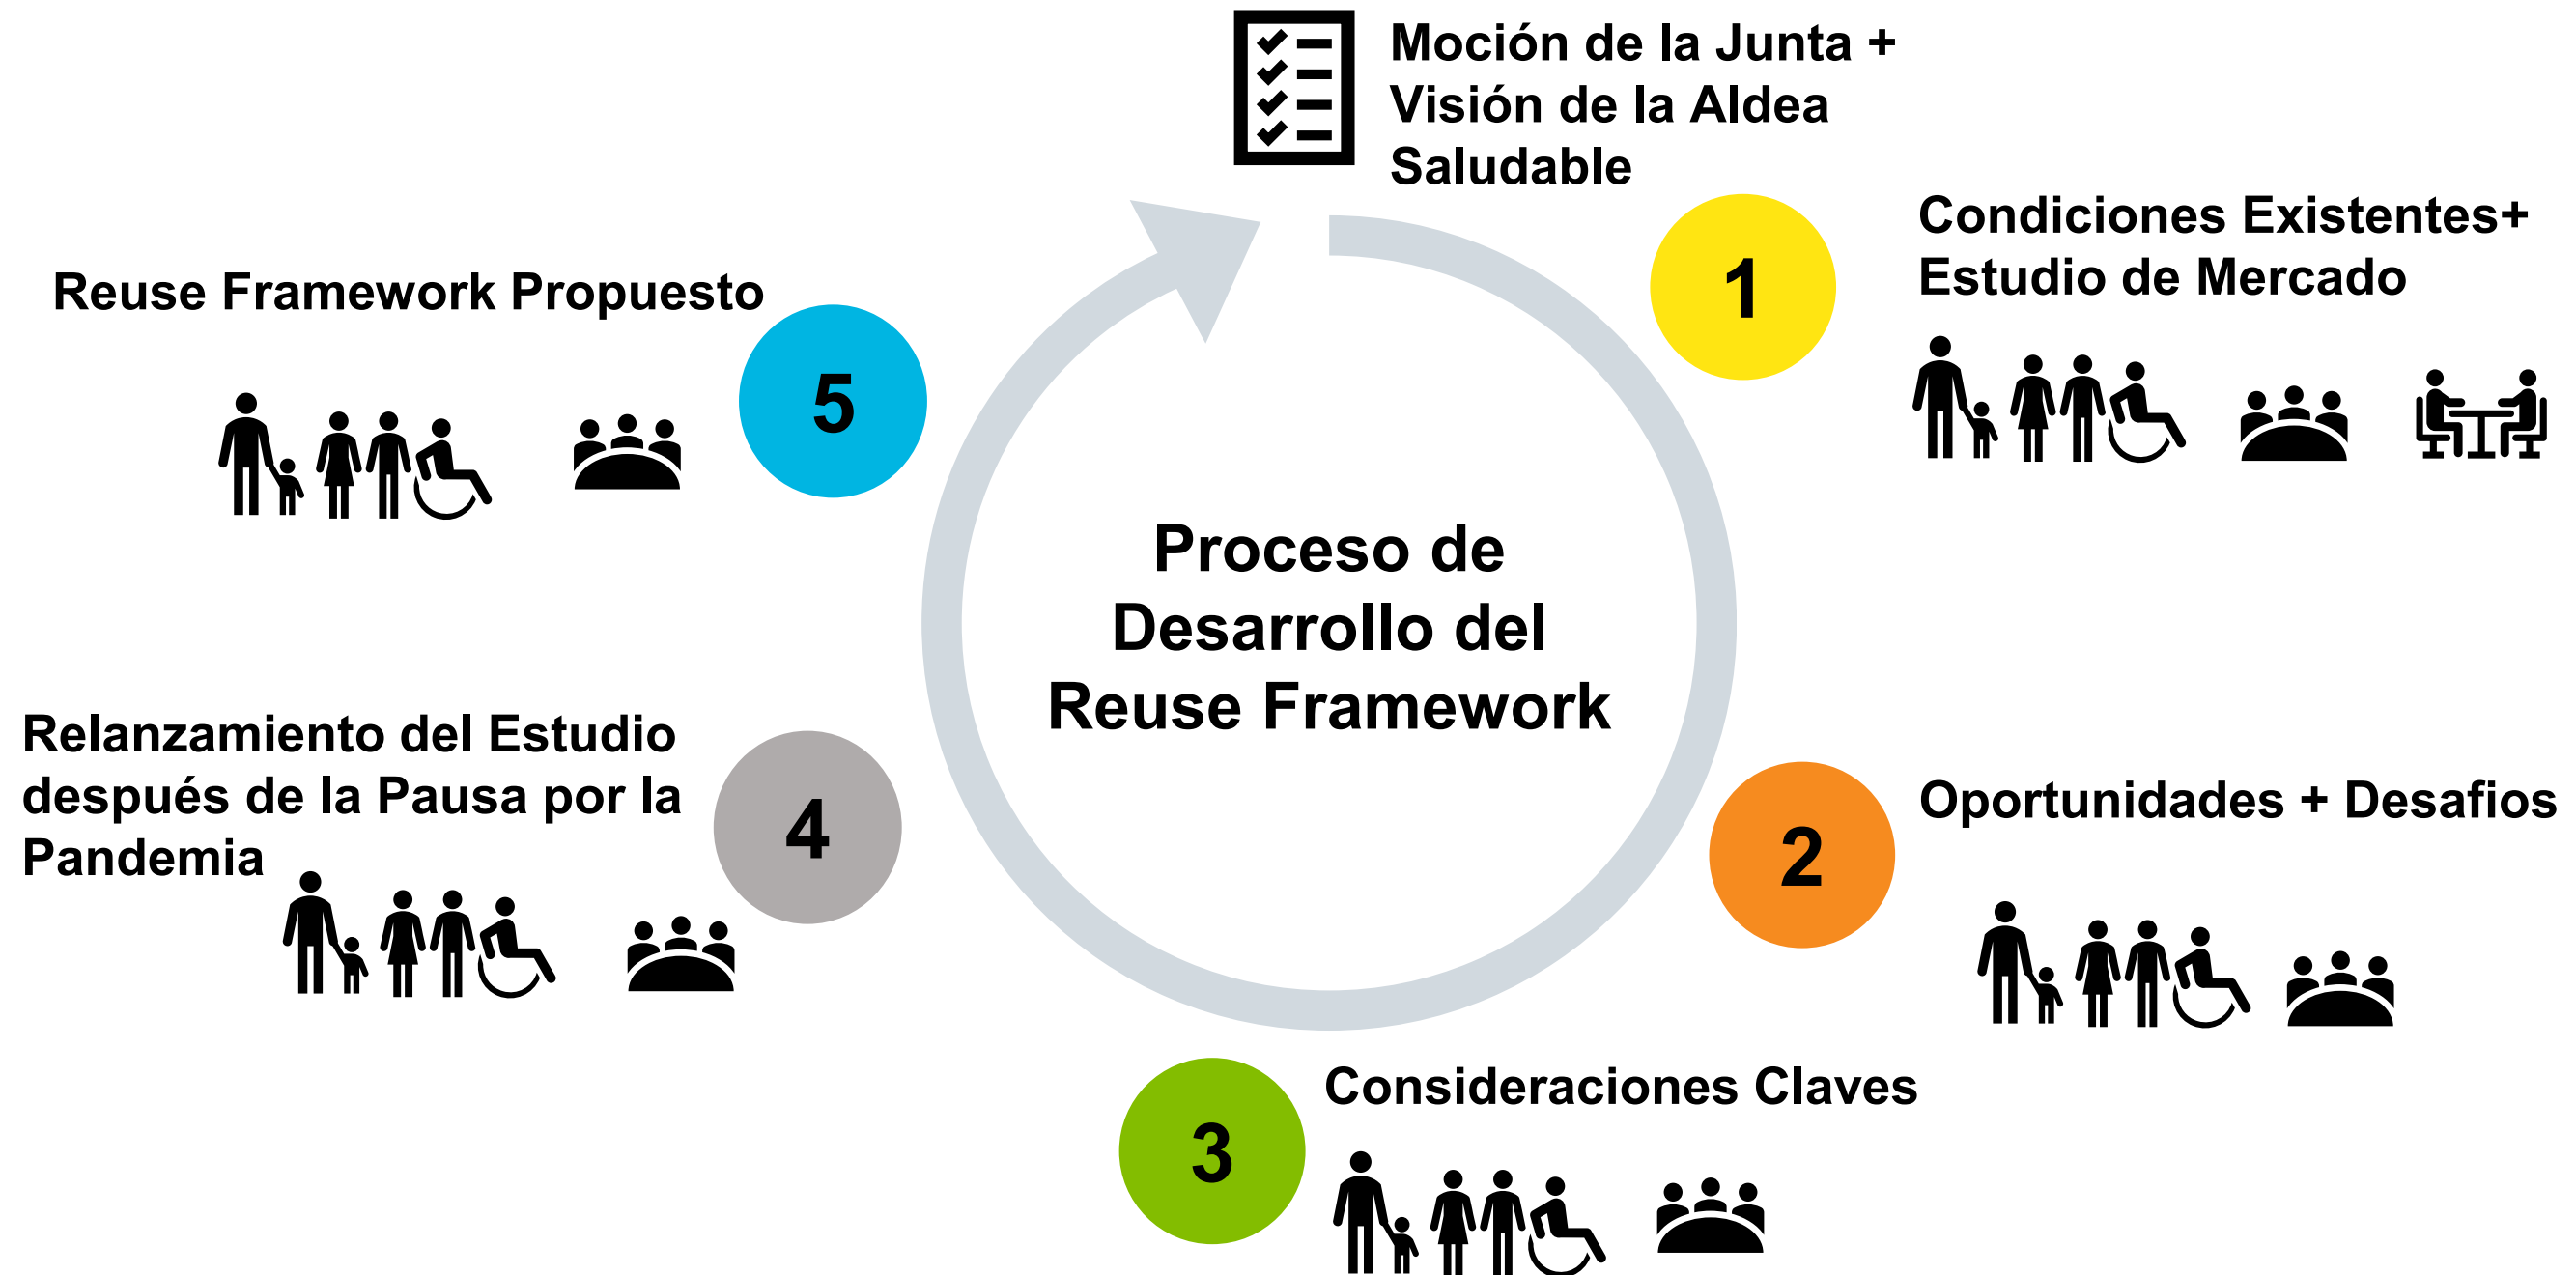 Moción de la Junta +
Visión de la Aldea
Saludable
1
Condiciones Existentes+
Estudio de Mercado
2
Oportunidades + Desafios
3
Consideraciones Claves
4
Relanzamiento del Estudio
después de la Pausa por la
Pandemia
5
Reuse Framework Propuesto
Proceso de
Desarrollo del
Reuse Framework